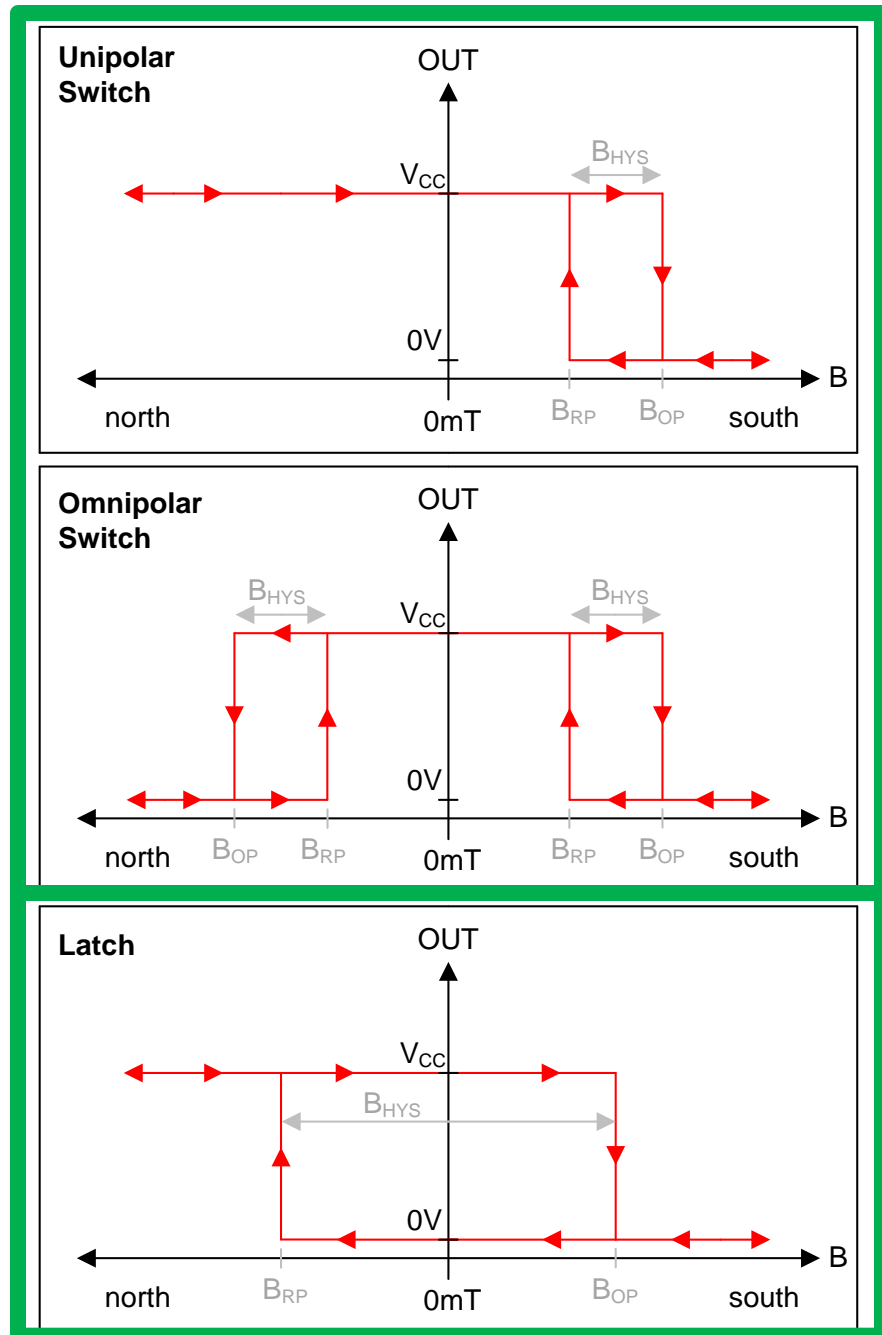 Unipolar
Switch
OUT
BHYS
VCC
0V
B
north
0mT
BRP
BOP
south
Omnipolar
Switch
OUT
BHYS
BHYS
VCC
0V
B
north
BOP
BRP
0mT
BRP
BOP
south
Latch
OUT
VCC
BHYS
0V
B
north
BRP
0mT
BOP
south